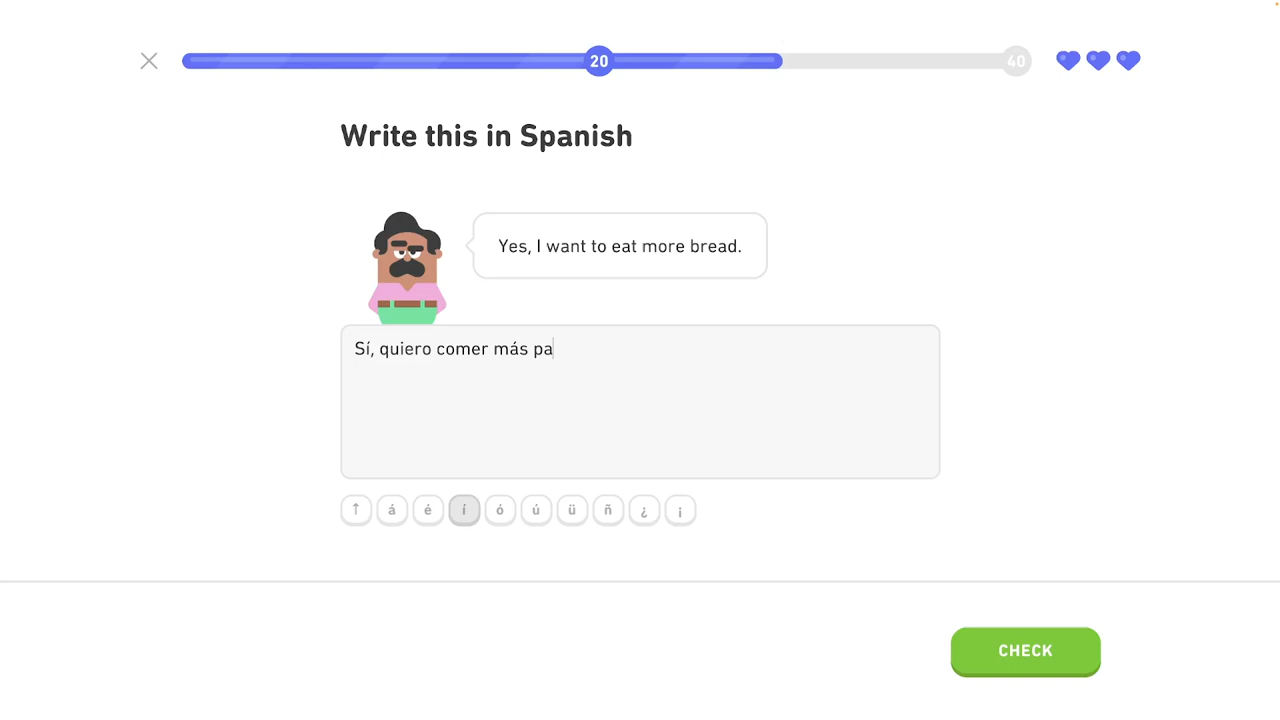 20
40
Write this in Spanish
Yes, I want to eat more bread.
Sí, quiero comer más pa
↑ á é í ó ú ü ñ ¿ ¡
CHECK